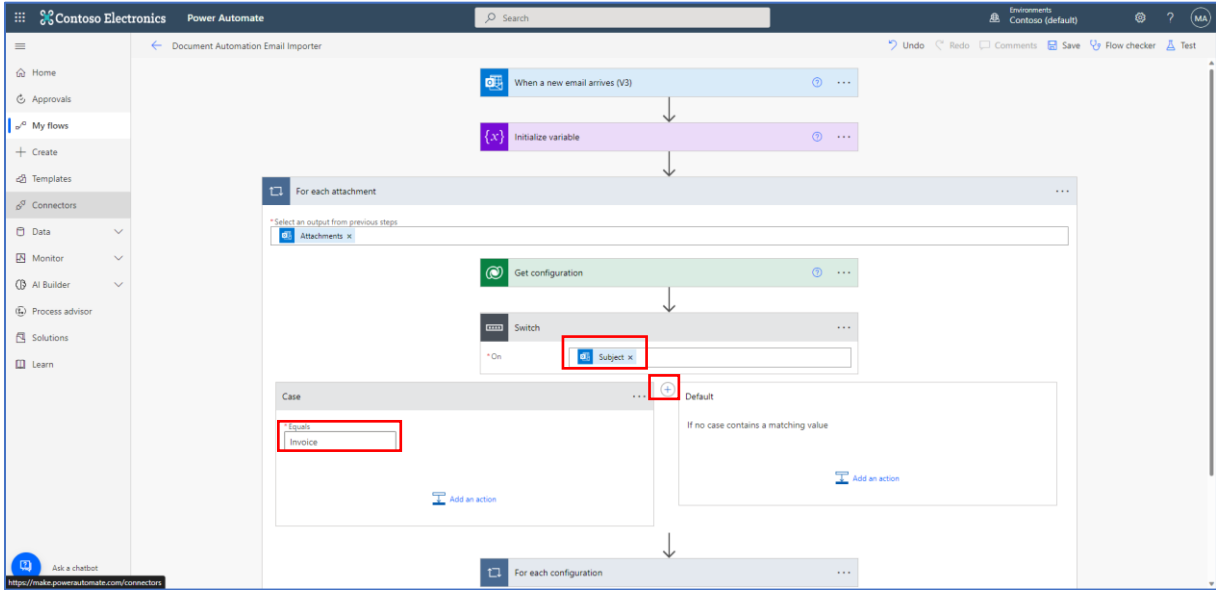 Contoso Electronics Power Automate
Search
Environments
Contoso (default)
?
MA
Document Automation Email Importer
Undo Redo Comments Save Flow checker Test
Home
Approvals
My flows
Create
Templates
Connectors
Data
Monitor
AI Builder
Process advisor
Solutions
Learn
Ask a chatbot
https://make.powerautomate.com/connectors
When a new email arrives (V3)
{x} Initialize variable
For each attachment
*Select an output from previous steps
Attachments ×
Get configuration
Switch
*On Subject ×
Case
*Equals
Invoice
Add an action
Default
If no case contains a matching value
Add an action
For each configuration